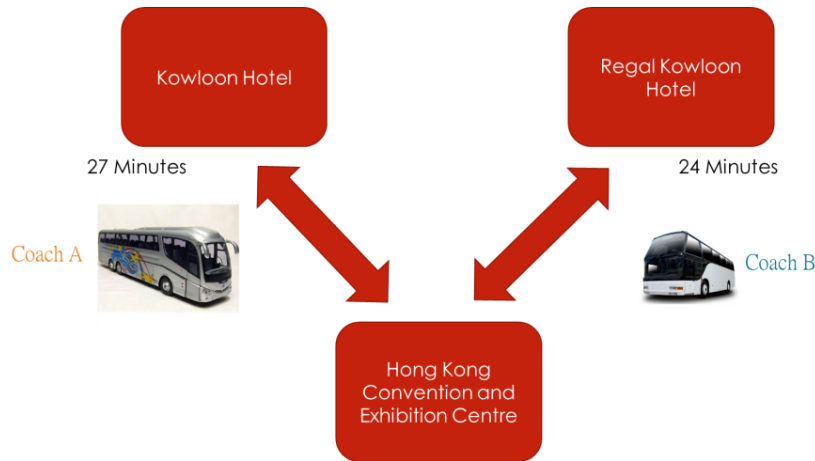 Kowloon Hotel
Regal Kowloon
Hotel
27 Minutes
24 Minutes
Coach A
Coach B
Hong Kong
Convention and
Exhibition Centre